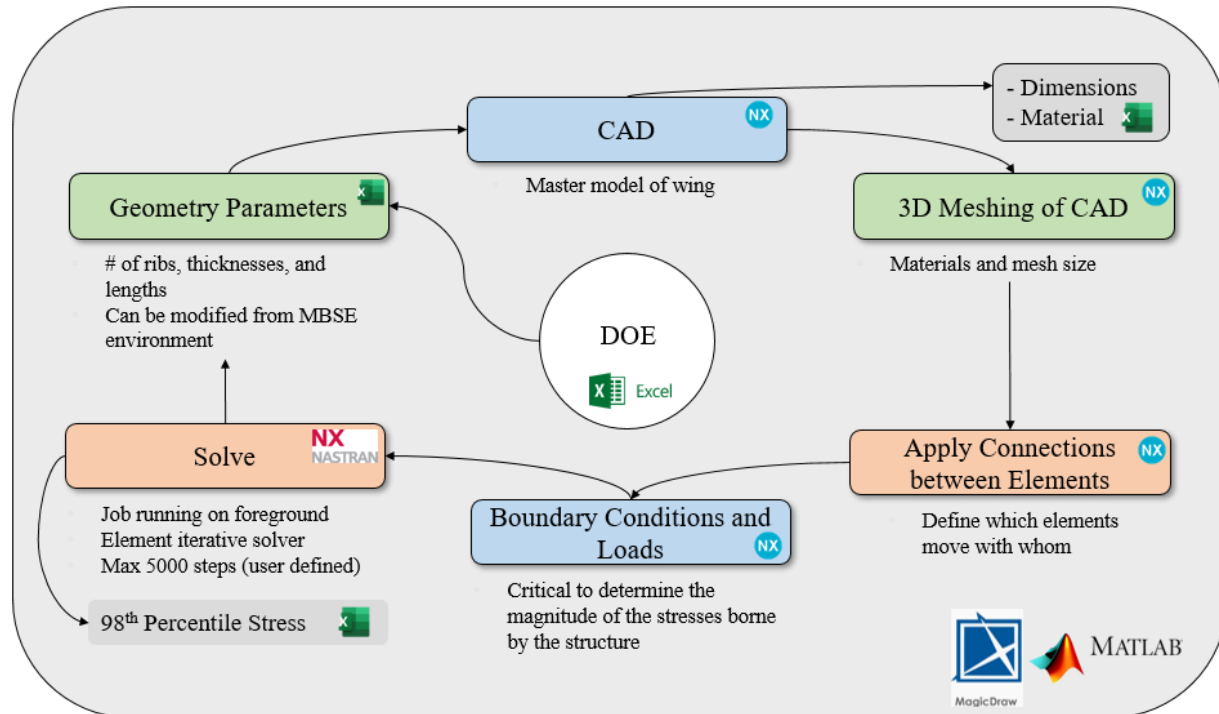 CAD
NX
- Dimensions
- Material
X
Master model of wing
Geometry Parameters
X
3D Meshing of CAD
NX
# of ribs, thicknesses, and
lengths
Can be modified from MBSE
environment
Materials and mesh size
DOE
X Excel
Solve
NX
NASTRAN
Job running on foreground
Element iterative solver
Max 5000 steps (user defined)
98th Percentile Stress
X
Boundary Conditions and
Loads
NX
Critical to determine the
magnitude of the stresses borne
by the structure
Apply Connections
between Elements
NX
Define which elements
move with whom
MagicDraw
MATLAB